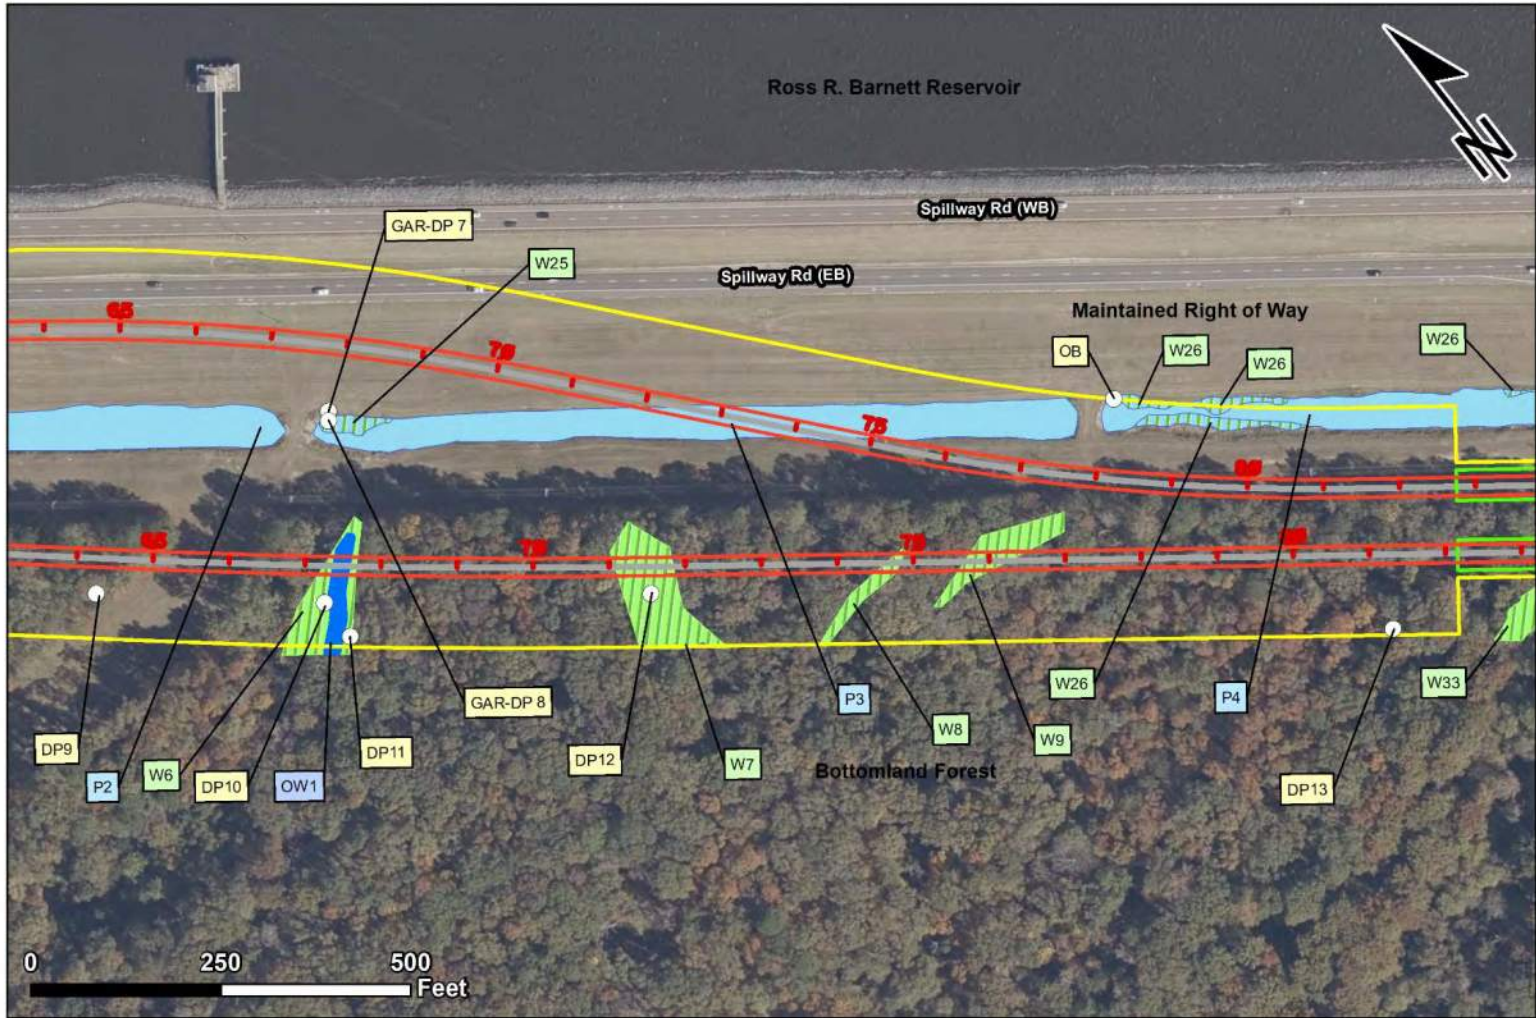 Ross R. Barnett Reservoir
N
Spillway Rd (WB)
GAR-DP 7
W25
Spillway Rd (EB)
65
Maintained Right of Way
70
OB
W26
W26
W26
75
80
65
70
75
80
GAR-DP 8
P3
W8
W9
W26
P4
W33
DP9
P2
W6
DP10
OW1
DP11
DP12
W7
Bottomland Forest
DP13
0 250 500
Feet